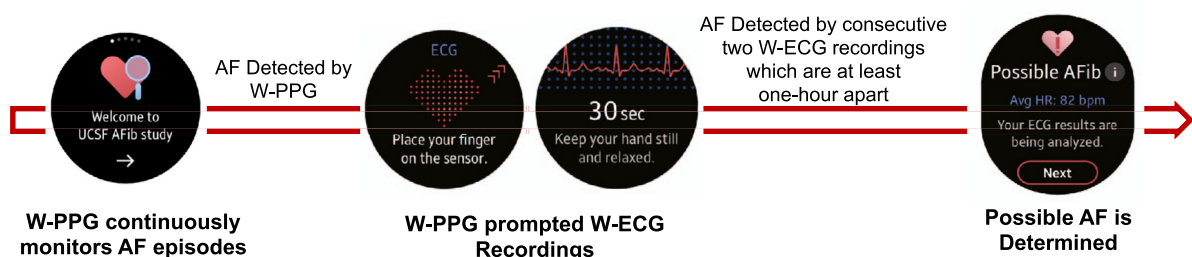 Welcome to
UCSF AFib study
→
W-PPG continuously
monitors AF episodes
AF Detected by
W-PPG
ECG
Place your finger
on the sensor.
30 sec
Keep your hand still
and relaxed.
W-PPG prompted W-ECG
Recordings
AF Detected by consecutive
two W-ECG recordings
which are at least
one-hour apart
Possible AFib i
Avg HR: 82 bpm
Your ECG results are
being analyzed.
Next
Possible AF is
Determined